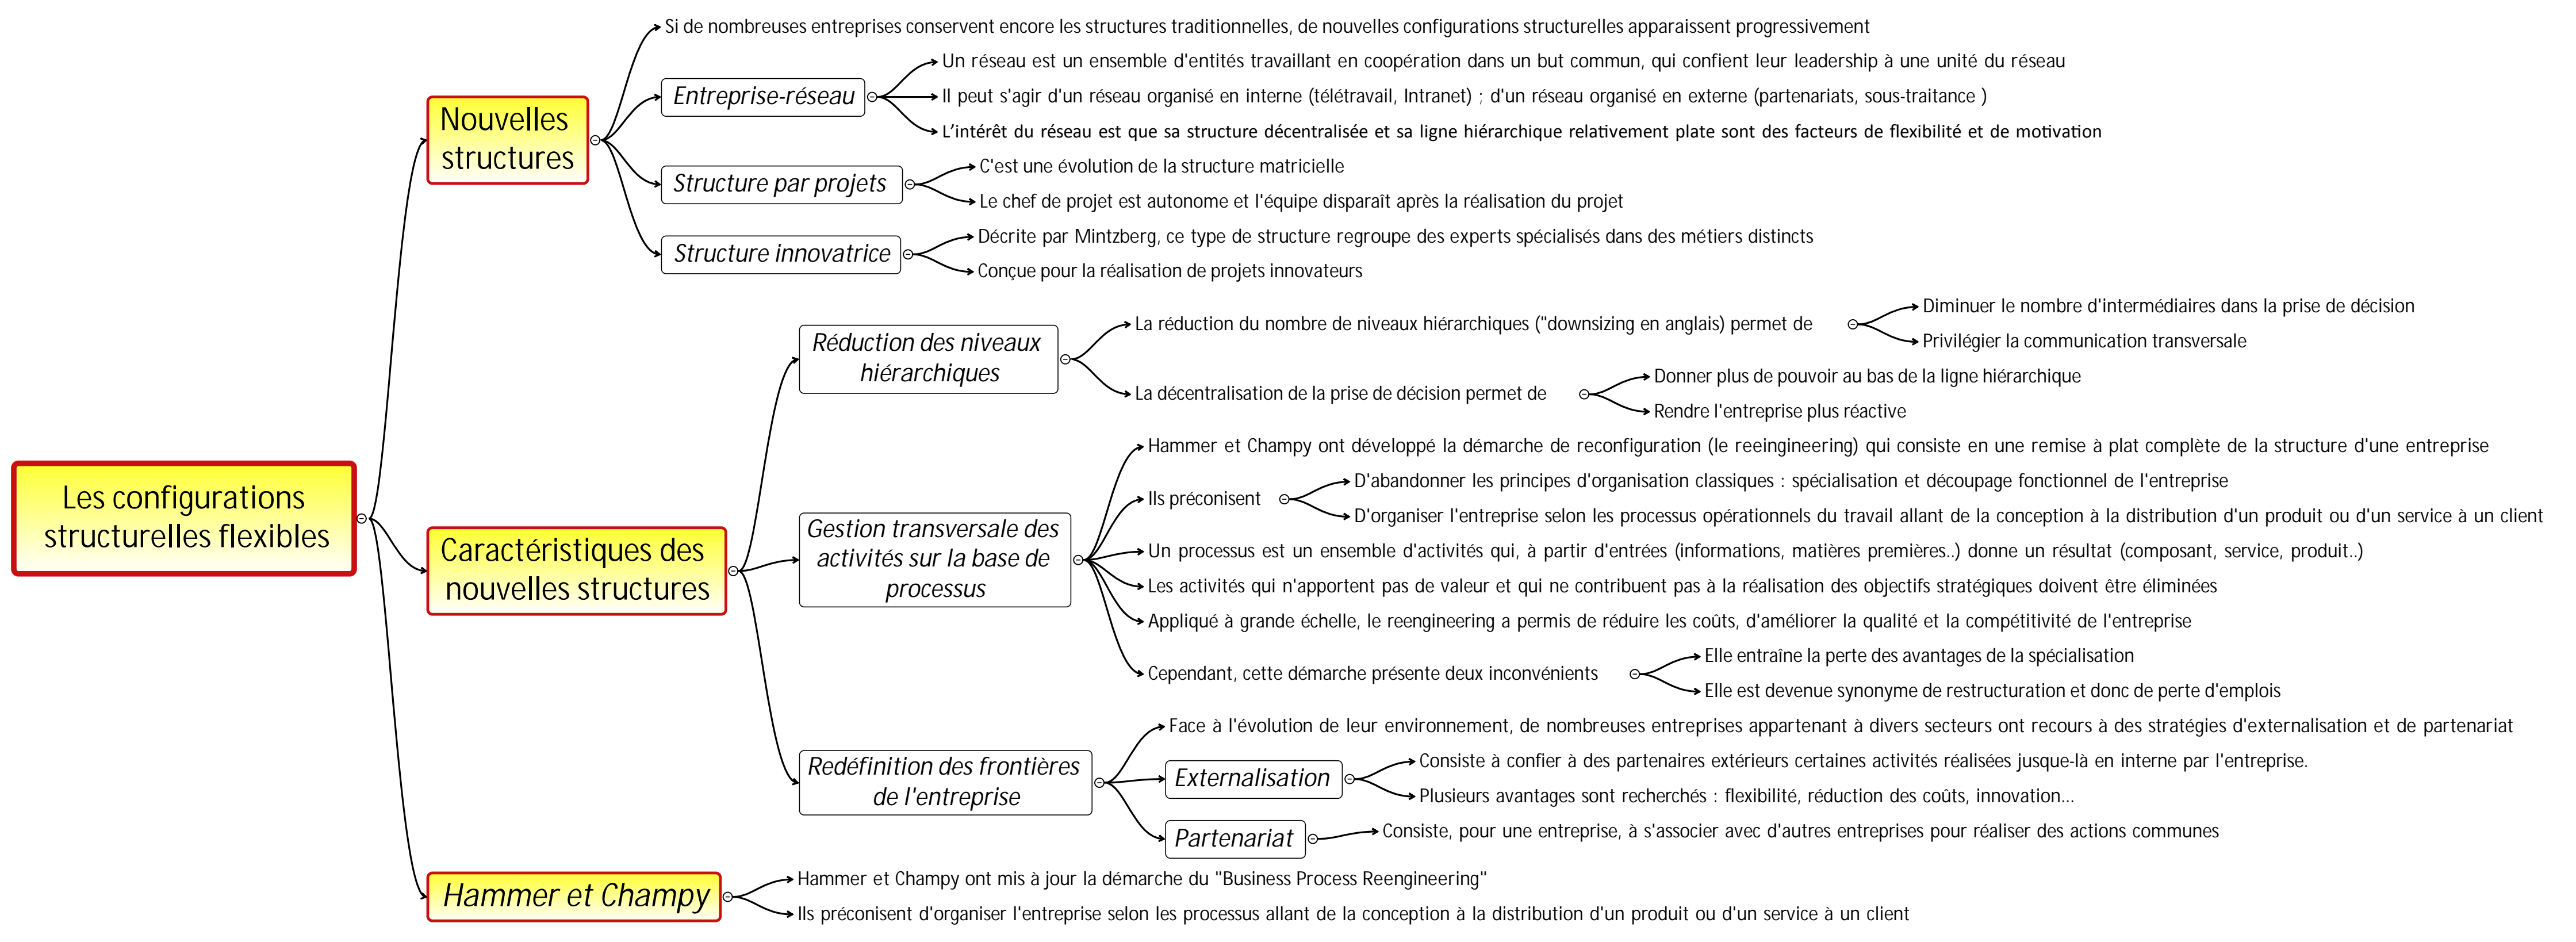 Les configurations
structurelles flexibles
Nouvelles
structures
Si de nombreuses entreprises conservent encore les structures traditionnelles, de nouvelles configurations structurelles apparaissent progressivement
Entreprise-réseau
Un réseau est un ensemble d'entités travaillant en coopération dans un but commun, qui confient leur leadership à une unité du réseau
Il peut s'agir d'un réseau organisé en interne (télétravail, Intranet) ; d'un réseau organisé en externe (partenariats, sous-traitance )
L'intérêt du réseau est que sa structure décentralisée et sa ligne hiérarchique relativement plate sont des facteurs de flexibilité et de motivation
Structure par projets
C'est une évolution de la structure matricielle
Le chef de projet est autonome et l'équipe disparaît après la réalisation du projet
Structure innovatrice
Décrite par Mintzberg, ce type de structure regroupe des experts spécialisés dans des métiers distincts
Conçue pour la réalisation de projets innovateurs
Caractéristiques des
nouvelles structures
Réduction des niveaux
hiérarchiques
La réduction du nombre de niveaux hiérarchiques ("downsizing en anglais) permet de
Diminuer le nombre d'intermédiaires dans la prise de décision
Privilégier la communication transversale
La décentralisation de la prise de décision permet de
Donner plus de pouvoir au bas de la ligne hiérarchique
Rendre l'entreprise plus réactive
Gestion transversale des
activités sur la base de
processus
Hammer et Champy ont développé la démarche de reconfiguration (le reeingineering) qui consiste en une remise à plat complète de la structure d'une entreprise
Ils préconisent
D'abandonner les principes d'organisation classiques : spécialisation et découpage fonctionnel de l'entreprise
D'organiser l'entreprise selon les processus opérationnels du travail allant de la conception à la distribution d'un produit ou d'un service à un client
Un processus est un ensemble d'activités qui, à partir d'entrées (informations, matières premières..) donne un résultat (composant, service, produit..)
Les activités qui n'apportent pas de valeur et qui ne contribuent pas à la réalisation des objectifs stratégiques doivent être éliminées
Appliqué à grande échelle, le reengineering a permis de réduire les coûts, d'améliorer la qualité et la compétitivité de l'entreprise
Cependant, cette démarche présente deux inconvénients
Elle entraîne la perte des avantages de la spécialisation
Elle est devenue synonyme de restructuration et donc de perte d'emplois
Redéfinition des frontières
de l'entreprise
Face à l'évolution de leur environnement, de nombreuses entreprises appartenant à divers secteurs ont recours à des stratégies d'externalisation et de partenariat
Externalisation
Consiste à confier à des partenaires extérieurs certaines activités réalisées jusque-là en interne par l'entreprise.
Plusieurs avantages sont recherchés : flexibilité, réduction des coûts, innovation...
Partenariat
Consiste, pour une entreprise, à s'associer avec d'autres entreprises pour réaliser des actions communes
Hammer et Champy
Hammer et Champy ont mis à jour la démarche du "Business Process Reengineering"
Ils préconisent d'organiser l'entreprise selon les processus allant de la conception à la distribution d'un produit ou d'un service à un client